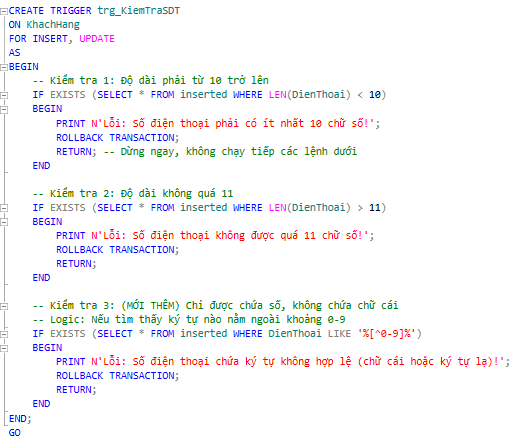 CREATE TRIGGER trg_KiemTraSDT
ON KhachHang
FOR INSERT, UPDATE
AS
BEGIN
    -- Kiểm tra 1: Độ dài phải từ 10 trở lên
    IF EXISTS (SELECT * FROM inserted WHERE LEN(DienThoai) < 10)
    BEGIN
        PRINT N'Lỗi: Số điện thoại phải có ít nhất 10 chữ số!';
        ROLLBACK TRANSACTION;
        RETURN; -- Dừng ngay, không chạy tiếp các lệnh dưới
    END

    -- Kiểm tra 2: Độ dài không quá 11
    IF EXISTS (SELECT * FROM inserted WHERE LEN(DienThoai) > 11)
    BEGIN
        PRINT N'Lỗi: Số điện thoại không được quá 11 chữ số!';
        ROLLBACK TRANSACTION;
        RETURN;
    END

    -- Kiểm tra 3: (MỚI THÊM) Chỉ được chứa số, không chứa chữ cái
    -- Logic: Nếu tìm thấy ký tự nào nằm ngoài khoảng 0-9
    IF EXISTS (SELECT * FROM inserted WHERE DienThoai LIKE '%[^0-9]%')
    BEGIN
        PRINT N'Lỗi: Số điện thoại chứa ký tự không hợp lệ (chữ cái hoặc ký tự lạ)!';
        ROLLBACK TRANSACTION;
        RETURN;
    END
END;
GO